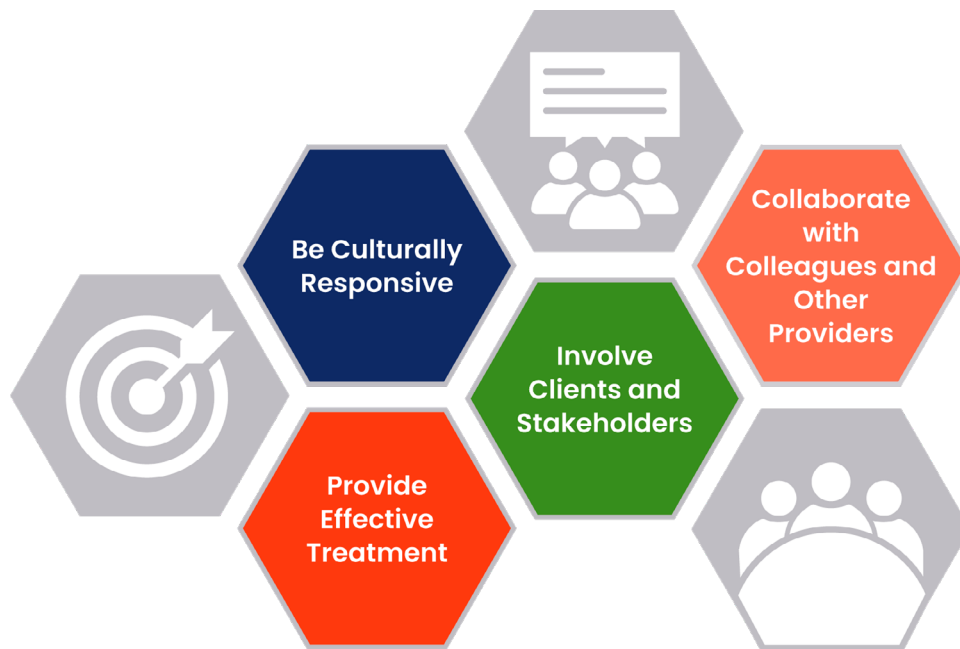 Be Culturally
Responsive
Collaborate
with
Colleagues and
Other
Providers
Involve
Clients and
Stakeholders
Provide
Effective
Treatment